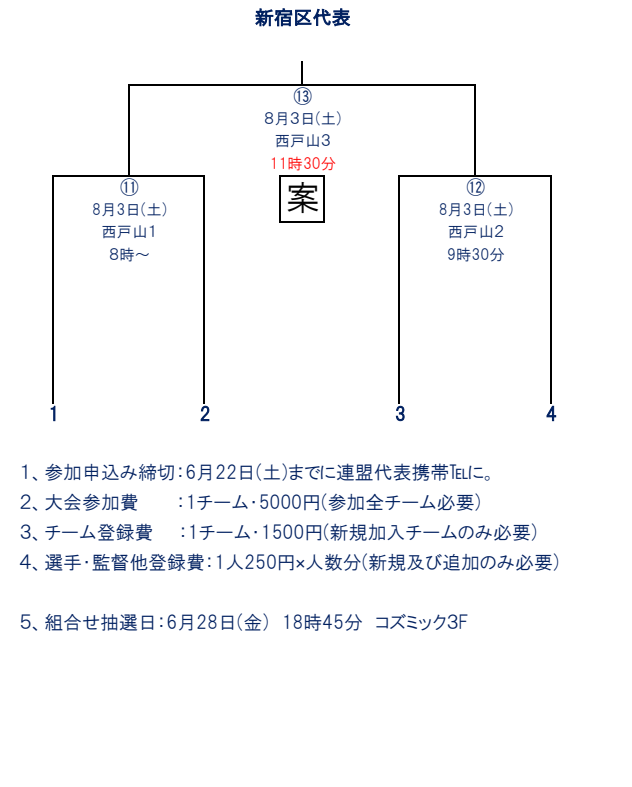 新宿区代表
⑬
８月３日(土)
西戸山３
11時30分
案
⑪
8月3日(土)
西戸山1
８時～
⑫
8月3日(土)
西戸山２
9時30分
1
2
3
4
１、参加申込み締切：6月22日(土)までに連盟代表携帯℡に。
２、大会参加費　　：１チーム・5000円(参加全チーム必要)
３、チーム登録費　：１チーム・1500円(新規加入チームのみ必要)
４、選手・監督他登録費：１人250円×人数分(新規及び追加のみ必要)
５、組合せ抽選日：6月28日(金)　18時45分　コズミック３F